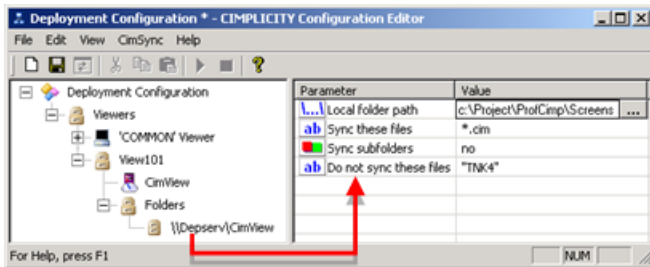 Deployment Configuration * - CIMPLICITY Configuration Editor
File Edit View CimSync Help
Deployment Configuration
Viewers
'COMMON' Viewer
View101
CimView
Folders
\\Depserv\CimView
Parameter Value
\...\ Local folder path c:\Project\ProfCimp\Screens ...
ab Sync these files *.cim
Sync subfolders no
ab Do not sync these files "TNK4"
For Help, press F1 NUM